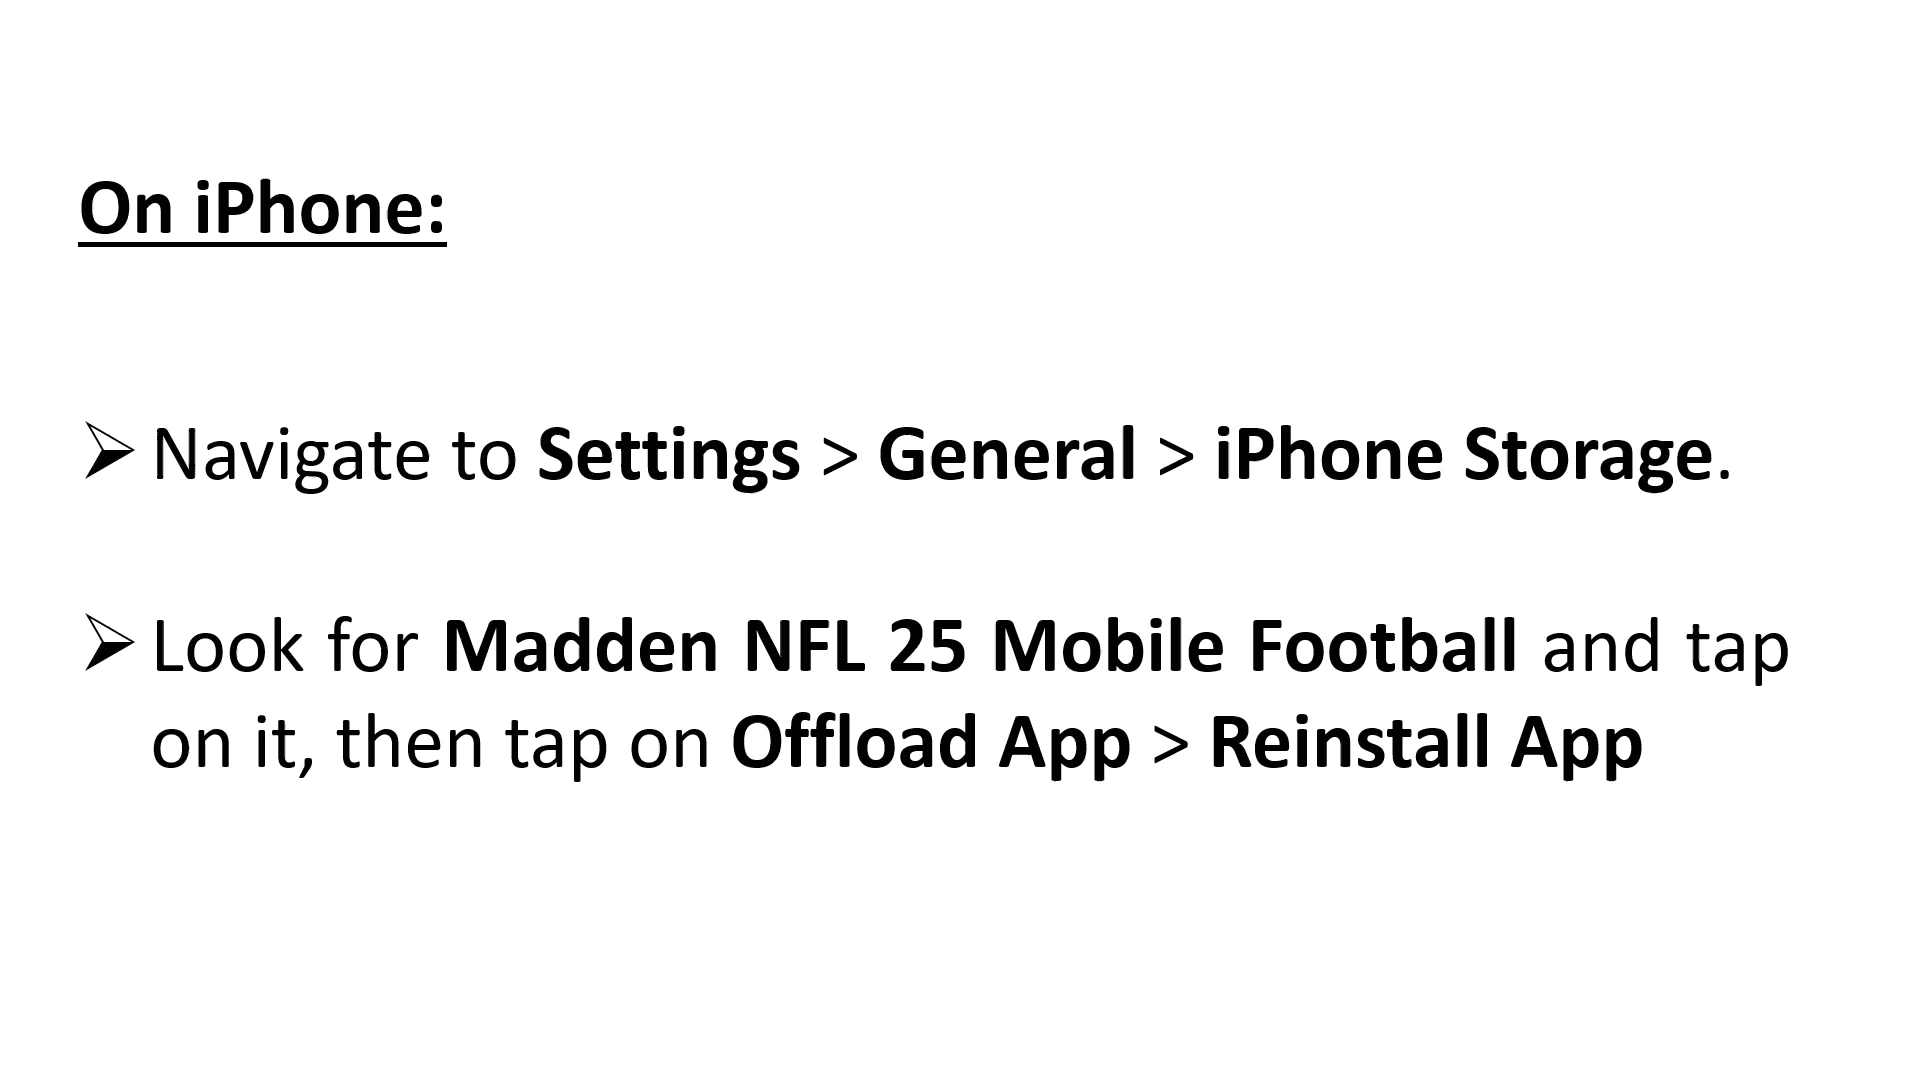 On iPhone:
➢ Navigate to Settings > General > iPhone Storage.
➢ Look for Madden NFL 25 Mobile Football and tap
on it, then tap on Offload App > Reinstall App